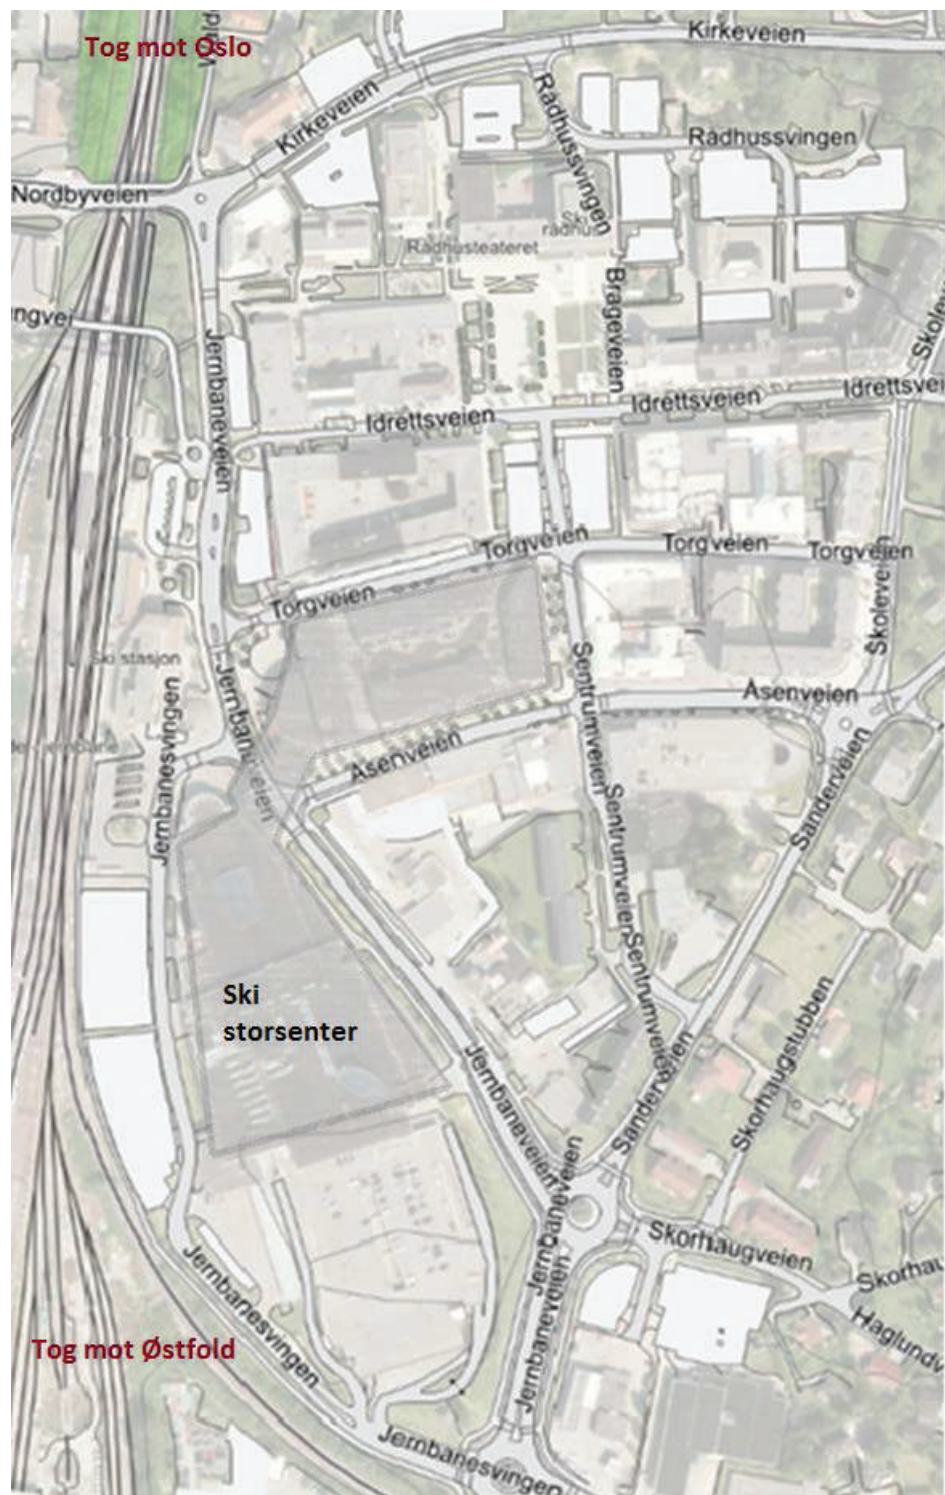 Tog mot Oslo
Kirkeveien
Kirkeveien
Rådhussvingen
Rådhussvingen
Nordbyveien
Ski
rådhus
Rådhusteateret
Brageveien
ngvei
Jernbaneveien
Skole
Idrettsveien
Idrettsveien
Idrettsvei
Torgveien
Torgveien
Torgveien
Torgveien
Skoleveien
Ski stasjon
Jernbaneveien
Jernbanesvingen
Sentrumveien
Åsenveien
Åsenveien
Sanderveien
Sentrumveien
Sentrumveien
Ski
storsenter
Skorhaugstubben
Sanderveien
Jernbaneveien
Jernbaneveien
Jernbaneveien
Skorhaugveien
Skorhau
Haglundv
Jernbanesvingen
Tog mot Østfold
Jernbanesvingen